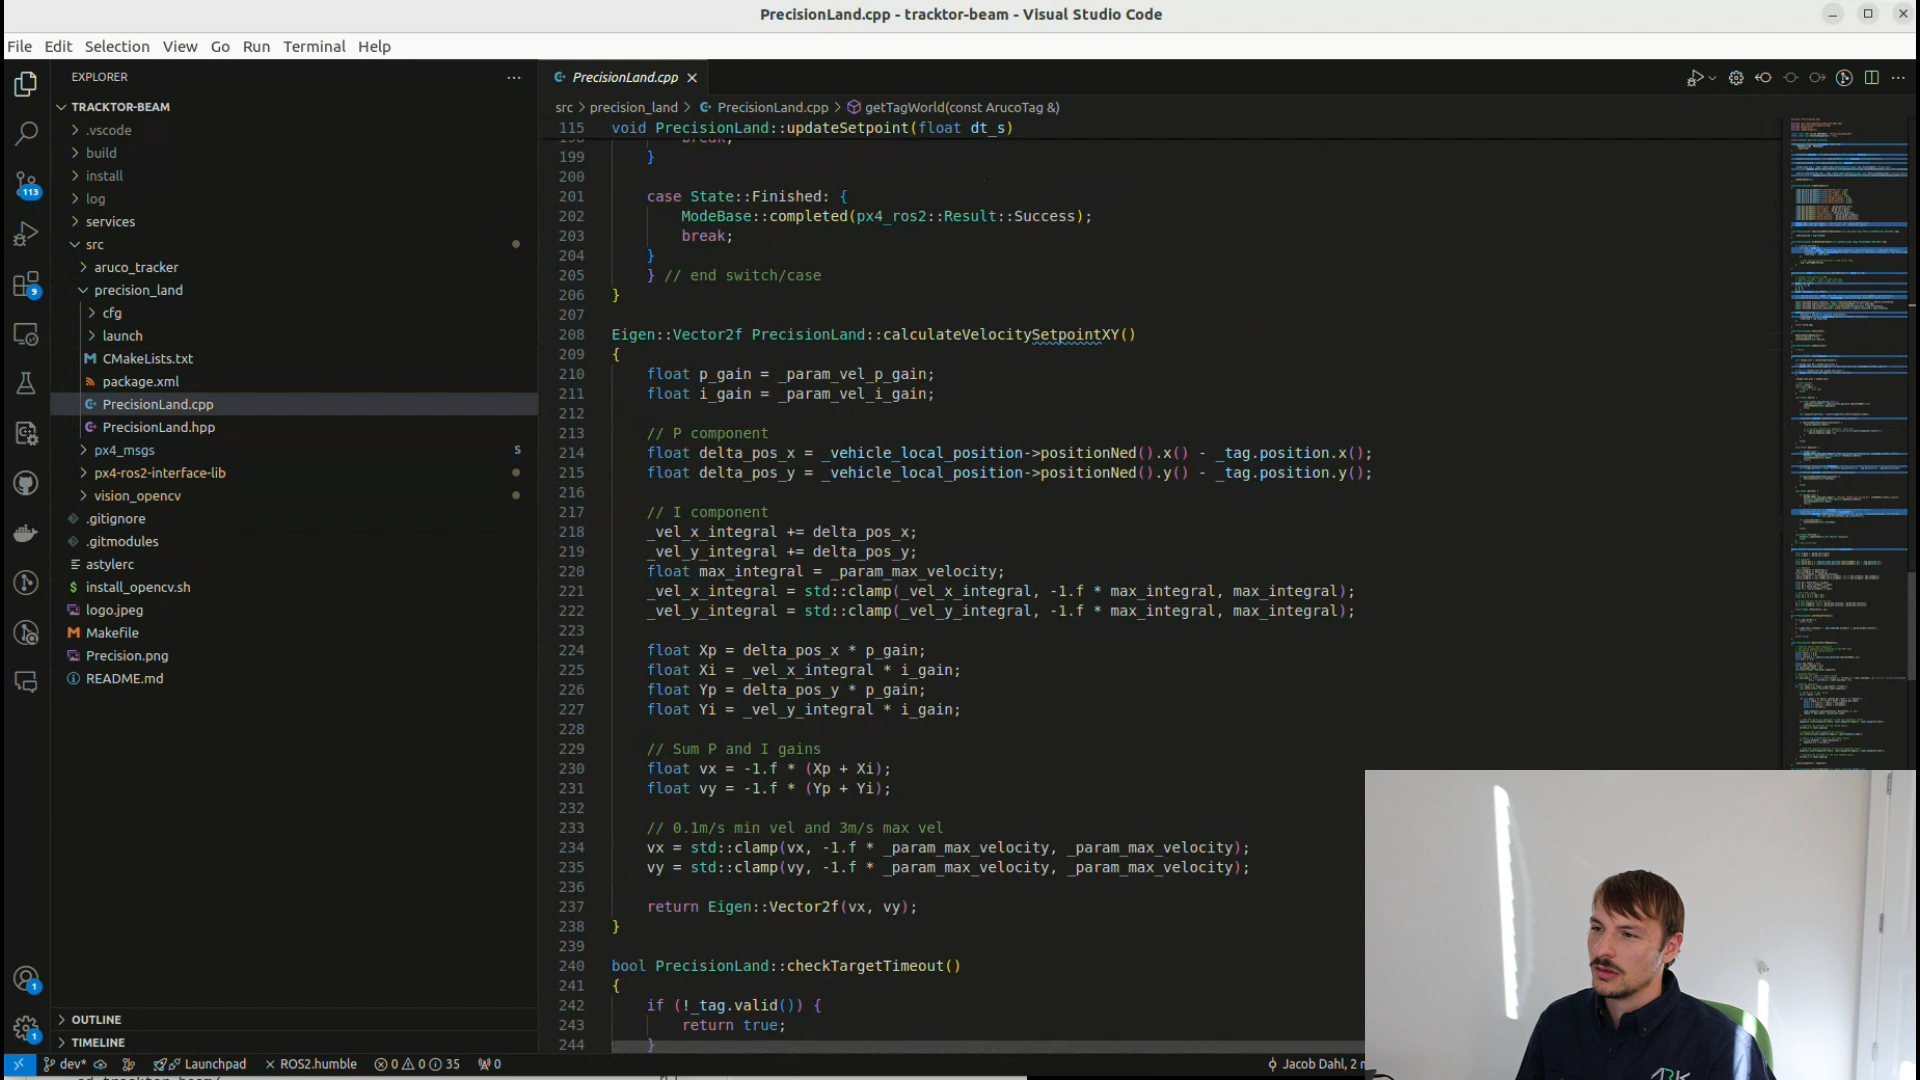 PrecisionLand.cpp - tracktor-beam - Visual Studio Code
File Edit Selection View Go Run Terminal Help
EXPLORER
TRACKTOR-BEAM
.vscode
build
install
log
services
src
aruco_tracker
precision_land
cfg
launch
CMakeLists.txt
package.xml
PrecisionLand.cpp
PrecisionLand.hpp
px4_msgs S
px4-ros2-interface-lib
vision_opencv
.gitignore
.gitmodules
astylerc
install_opencv.sh
logo.jpeg
Makefile
Precision.png
README.md
OUTLINE
TIMELINE
113
9
1
1
PrecisionLand.cpp
src > precision_land > PrecisionLand.cpp > getTagWorld(const ArucoTag &)
115 void PrecisionLand::updateSetpoint(float dt_s)
198 break;
199 }
200
201 case State::Finished: {
202 ModeBase::completed(px4_ros2::Result::Success);
203 break;
204 }
205 } // end switch/case
206 }
207
208 Eigen::Vector2f PrecisionLand::calculateVelocitySetpointXY()
209 {
210 float p_gain = _param_vel_p_gain;
211 float i_gain = _param_vel_i_gain;
212
213 // P component
214 float delta_pos_x = _vehicle_local_position->positionNed().x() - _tag.position.x();
215 float delta_pos_y = _vehicle_local_position->positionNed().y() - _tag.position.y();
216
217 // I component
218 _vel_x_integral += delta_pos_x;
219 _vel_y_integral += delta_pos_y;
220 float max_integral = _param_max_velocity;
221 _vel_x_integral = std::clamp(_vel_x_integral, -1.f * max_integral, max_integral);
222 _vel_y_integral = std::clamp(_vel_y_integral, -1.f * max_integral, max_integral);
223
224 float Xp = delta_pos_x * p_gain;
225 float Xi = _vel_x_integral * i_gain;
226 float Yp = delta_pos_y * p_gain;
227 float Yi = _vel_y_integral * i_gain;
228
229 // Sum P and I gains
230 float vx = -1.f * (Xp + Xi);
231 float vy = -1.f * (Yp + Yi);
232
233 // 0.1m/s min vel and 3m/s max vel
234 vx = std::clamp(vx, -1.f * _param_max_velocity, _param_max_velocity);
235 vy = std::clamp(vy, -1.f * _param_max_velocity, _param_max_velocity);
236
237 return Eigen::Vector2f(vx, vy);
238 }
239
240 bool PrecisionLand::checkTargetTimeout()
241 {
242 if (!_tag.valid()) {
243 return true;
244 }
dev* Launchpad ROS2.humble 0 0 35 0 Jacob Dahl, 2
ARK